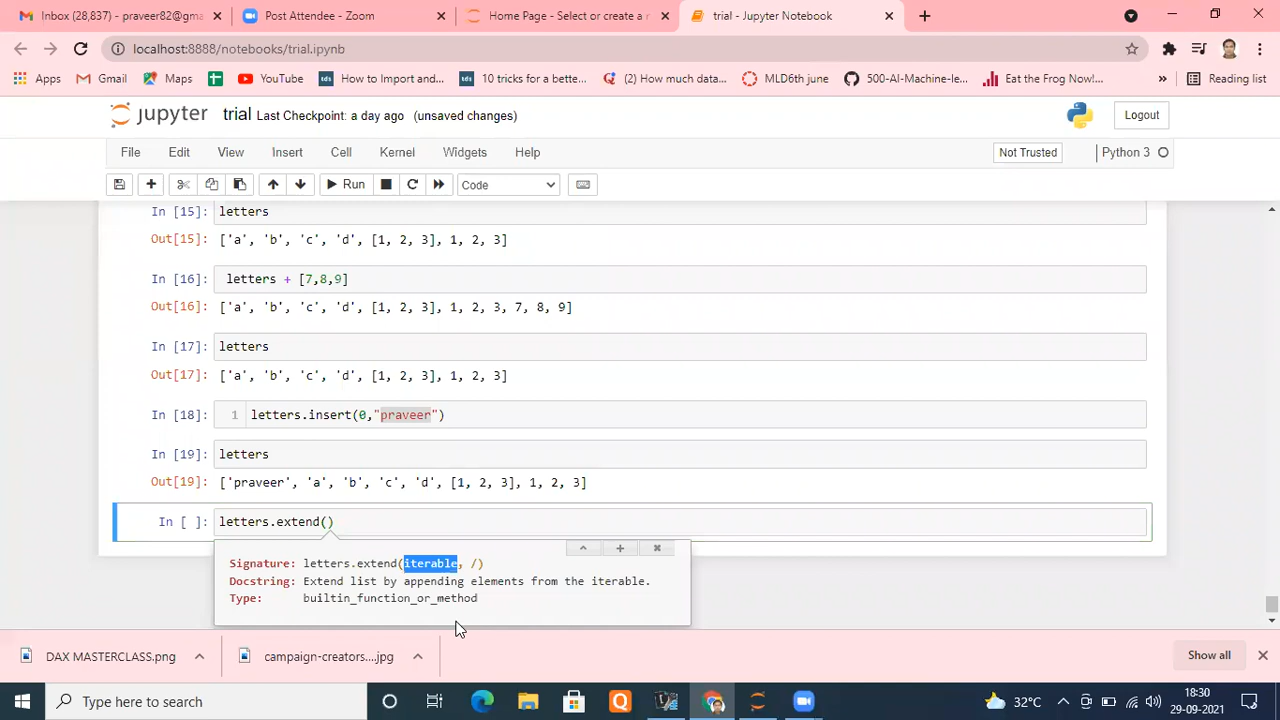 Inbox (28,837) - praveer82@gma
Post Attendee - Zoom
Home Page - Select or create a n
trial - Jupyter Notebook
localhost:8888/notebooks/trial.ipynb
Apps
Gmail
Maps
YouTube
tds
How to Import and...
tds
10 tricks for a bette...
(2) How much data...
MLD6th june
500-AI-Machine-le...
Eat the Frog Now!...
»
Reading list
jupyter
trial Last Checkpoint: a day ago (unsaved changes)
Logout
File Edit View Insert Cell Kernel Widgets Help
Not Trusted
Python 3
Run
Code
In [15]: letters
Out[15]: ['a', 'b', 'c', 'd', [1, 2, 3], 1, 2, 3]
In [16]: letters + [7,8,9]
Out[16]: ['a', 'b', 'c', 'd', [1, 2, 3], 1, 2, 3, 7, 8, 9]
In [17]: letters
Out[17]: ['a', 'b', 'c', 'd', [1, 2, 3], 1, 2, 3]
In [18]: 1 letters.insert(0,"praveer")
In [19]: letters
Out[19]: ['praveer', 'a', 'b', 'c', 'd', [1, 2, 3], 1, 2, 3]
In [ ]: letters.extend()
Signature: letters.extend(iterable, /)
Docstring: Extend list by appending elements from the iterable.
Type: builtin_function_or_method
DAX MASTERCLASS.png
campaign-creators....jpg
Show all
Type here to search
Q
32°C
18:30
29-09-2021